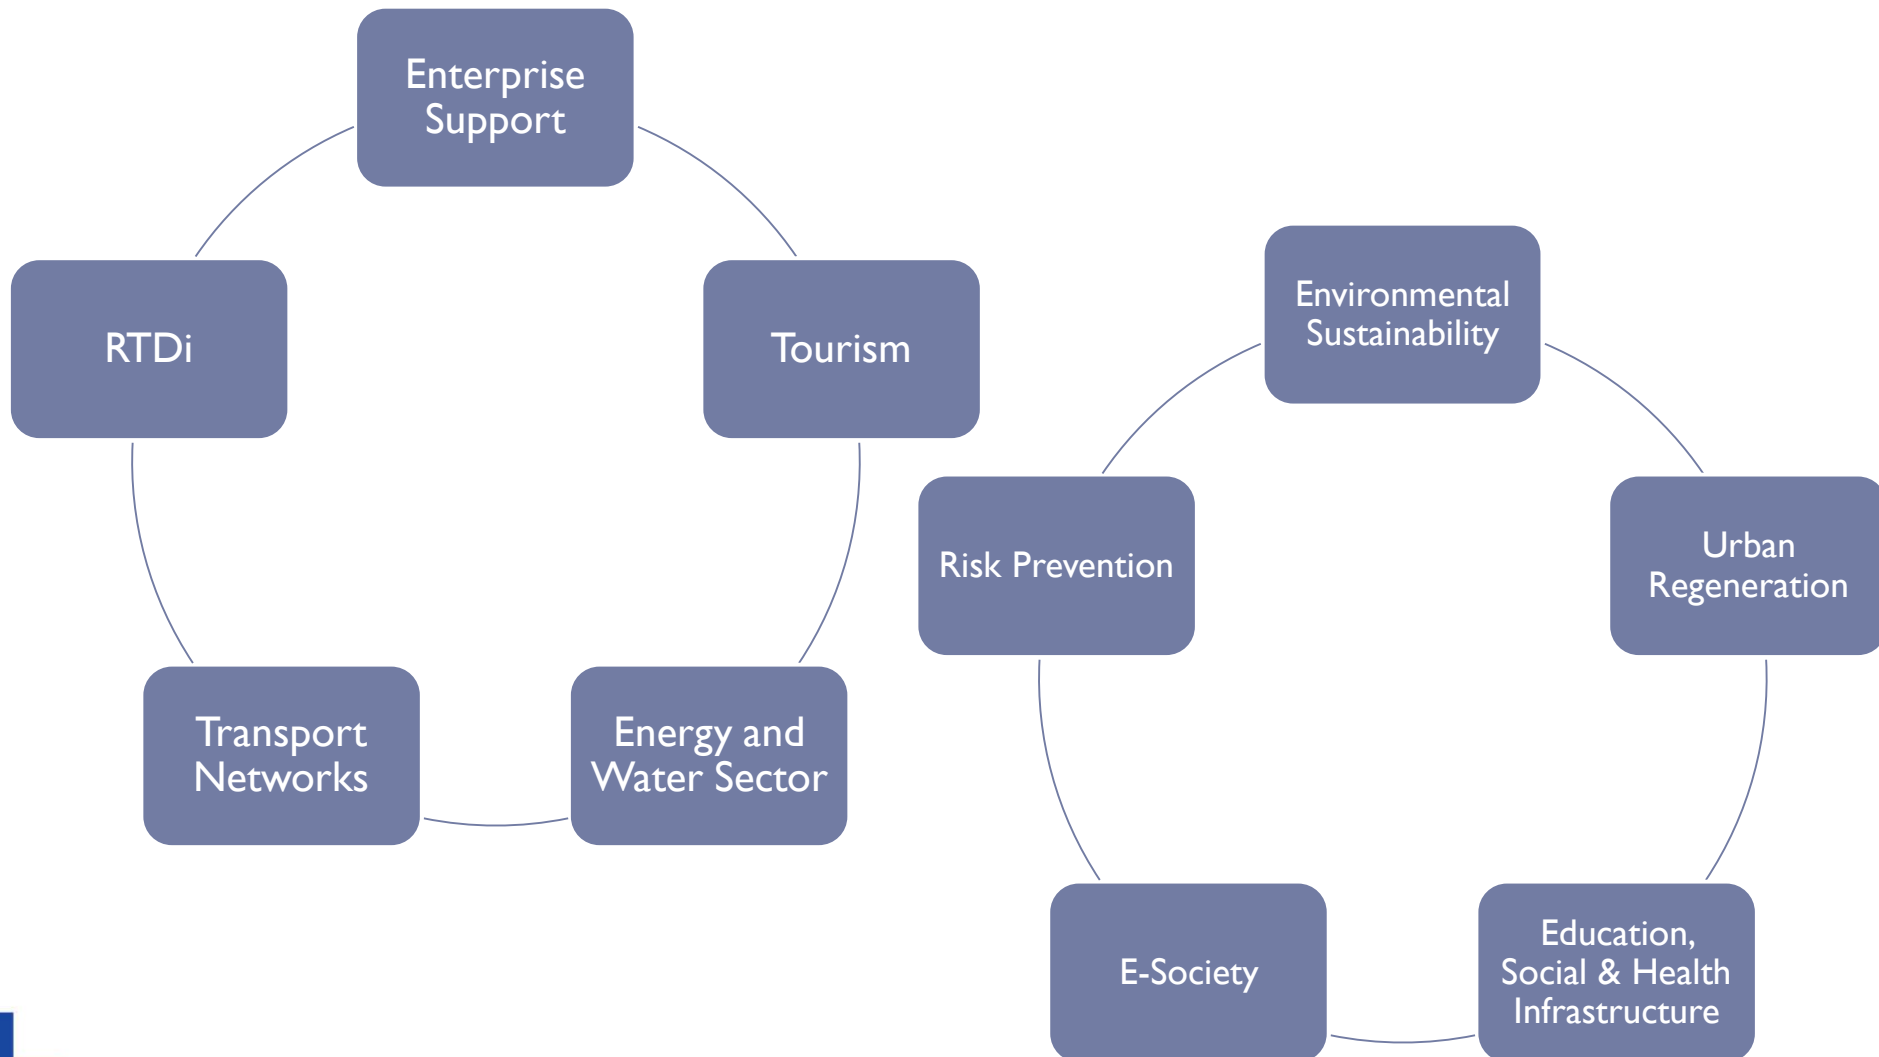 Enterprise
Support
RTDi
Tourism
Transport
Networks
Energy and
Water Sector
Environmental
Sustainability
Risk Prevention
Urban
Regeneration
E-Society
Education,
Social & Health
Infrastructure